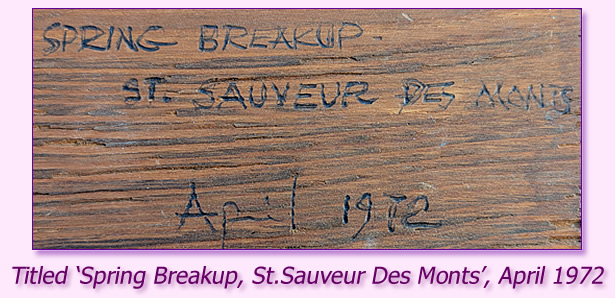 SPRING BREAKUP -
ST. SAUVEUR DES MONTS
April 1972
Titled ‘Spring Breakup, St.Sauveur Des Monts’, April 1972